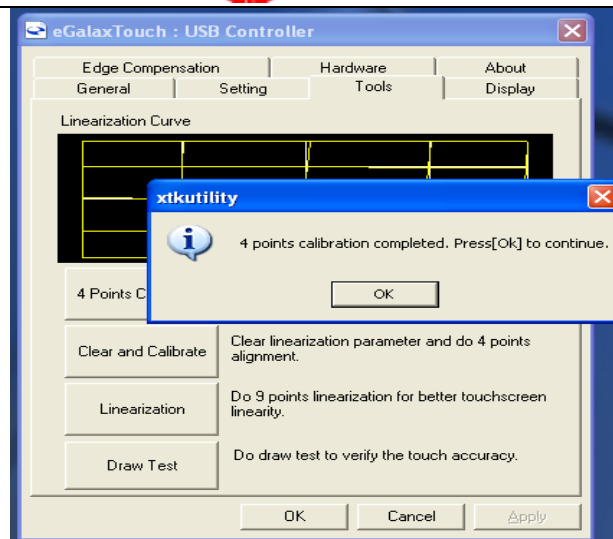 eGalaxTouch : USB Controller
Edge Compensation
Hardware
About
General
Setting
Tools
Display
Linearization Curve
xtkutility
4 points calibration completed. Press[Ok] to continue.
OK
4 Points C
Clear and Calibrate
Clear linearization parameter and do 4 points
alignment.
Linearization
Do 9 points linearization for better touchscreen
linearity.
Draw Test
Do draw test to verify the touch accuracy.
OK
Cancel
Apply